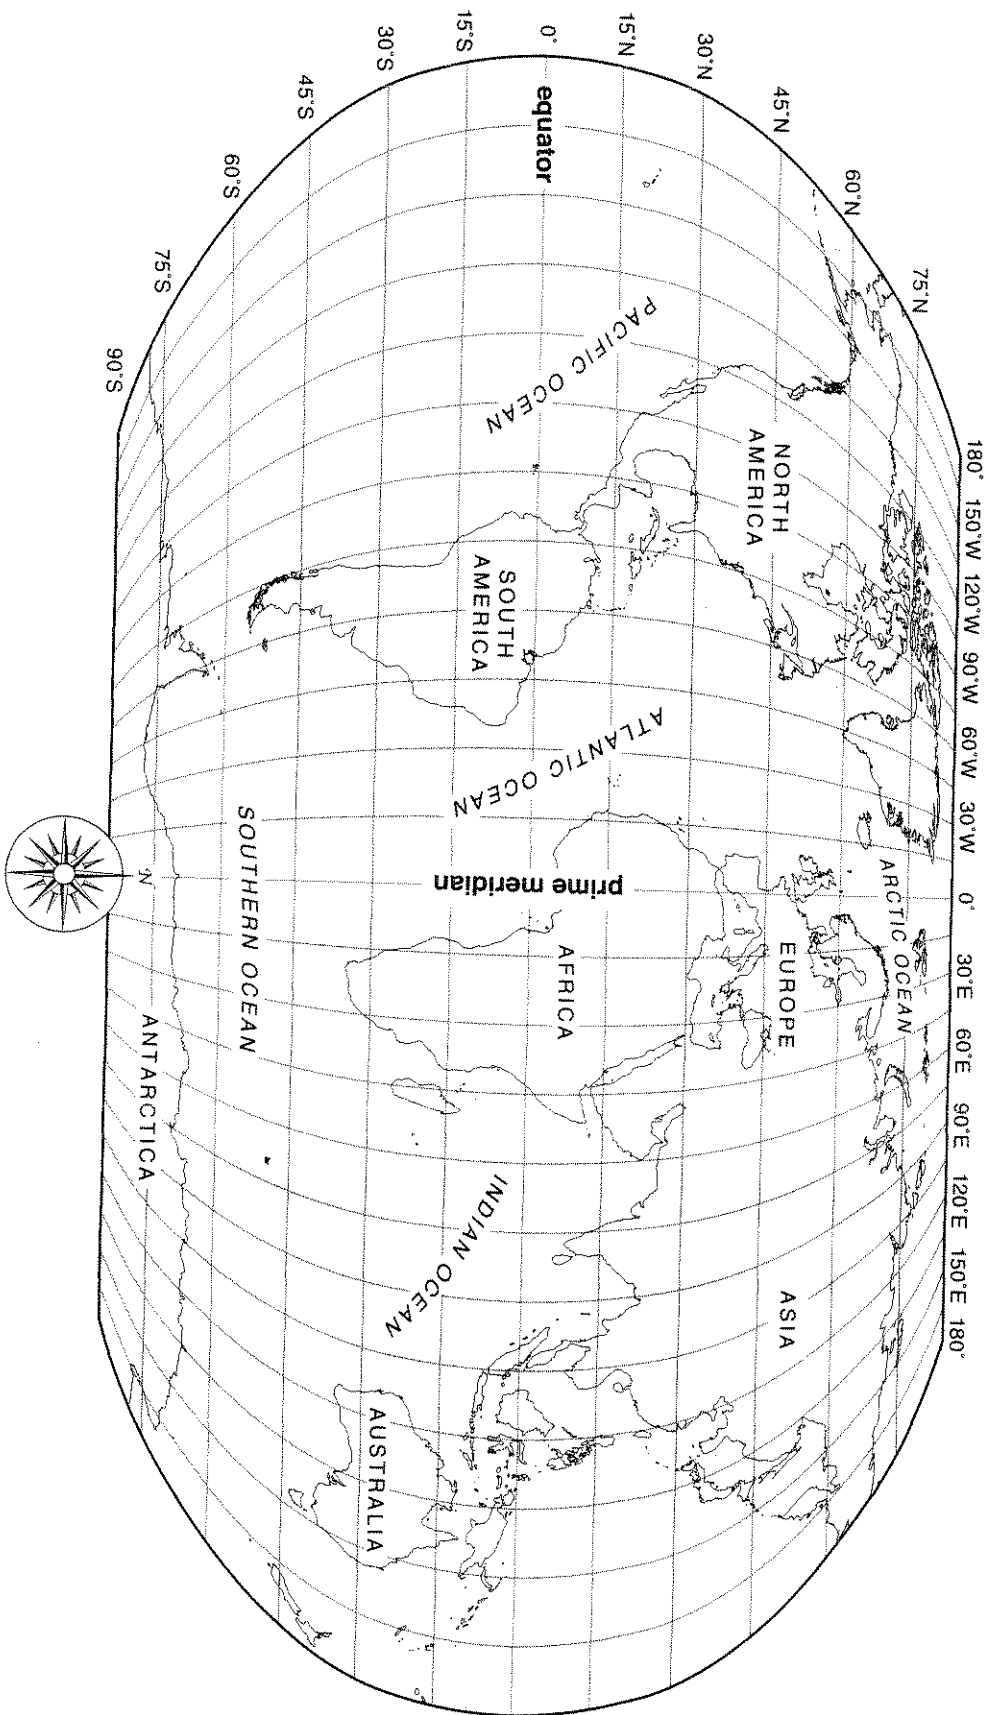 180°
150°W
120°W
90°W
60°W
30°W
0°
30°E
60°E
90°E
120°E
150°E
180°
75°N
60°N
45°N
30°N
15°N
0°
15°S
30°S
45°S
60°S
75°S
90°S
ARCTIC OCEAN
NORTH
AMERICA
EUROPE
ASIA
PACIFIC OCEAN
ATLANTIC OCEAN
AFRICA
equator
prime meridian
SOUTH
AMERICA
INDIAN OCEAN
AUSTRALIA
SOUTHERN OCEAN
ANTARCTICA
N